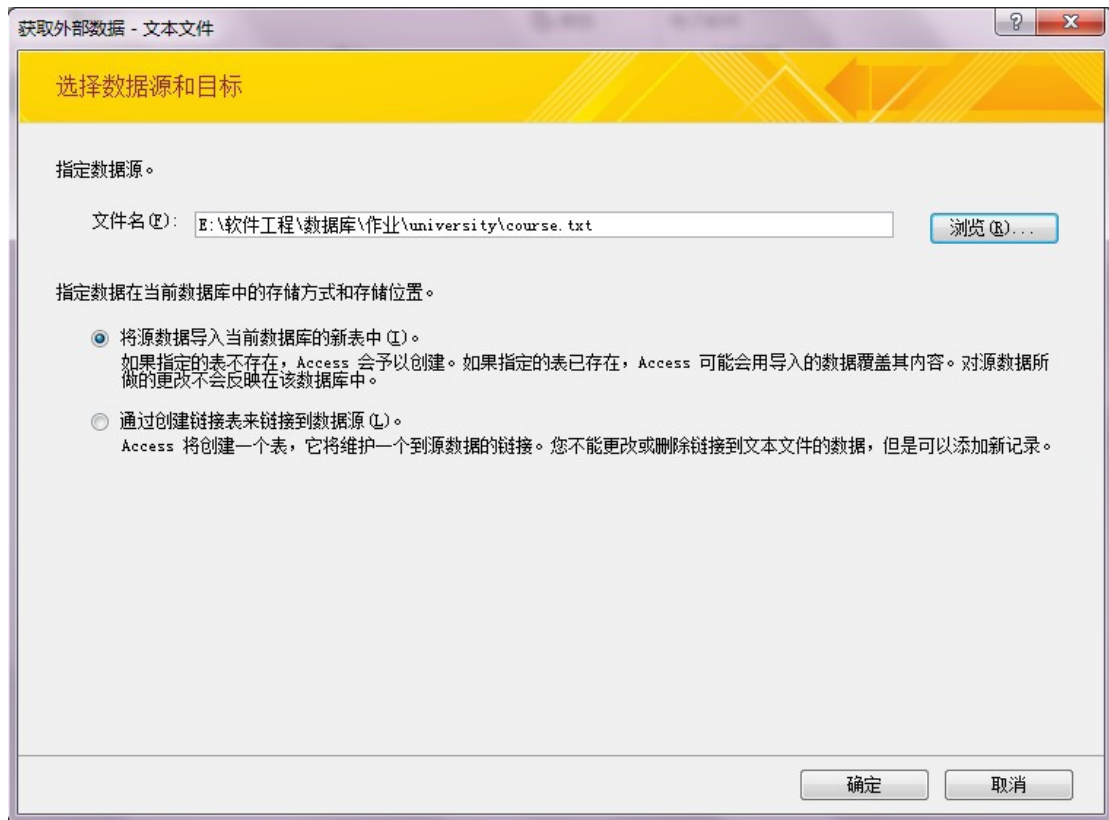 获取外部数据 - 文本文件
选择数据源和目标
指定数据源。
文件名(F): E:\软件工程\数据库\作业\university\course.txt 浏览(R)...
指定数据在当前数据库中的存储方式和存储位置。
将源数据导入当前数据库的新表中(I)。
如果指定的表不存在，Access 会予以创建。如果指定的表已存在，Access 可能会用导入的数据覆盖其内容。对源数据所
做的更改不会反映在该数据库中。
通过创建链接表来链接到数据源(L)。
Access 将创建一个表，它将维护一个到源数据的链接。您不能更改或删除链接到文本文件的数据，但是可以添加新记录。
确定 取消